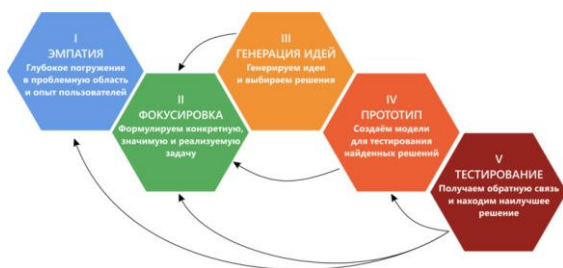 I
ЭМПАТИЯ
Глубокое погружение
в проблемную область
и опыт пользователей
II
ФОКУСИРОВКА
Формулируем конкретную,
значимую и реализуемую
задачу
III
ГЕНЕРАЦИЯ ИДЕЙ
Генерируем идеи
и выбираем решения
IV
ПРОТОТИП
Создаём модели
для тестирования
найденных решений
V
ТЕСТИРОВАНИЕ
Получаем обратную связь
и находим наилучшее
решение